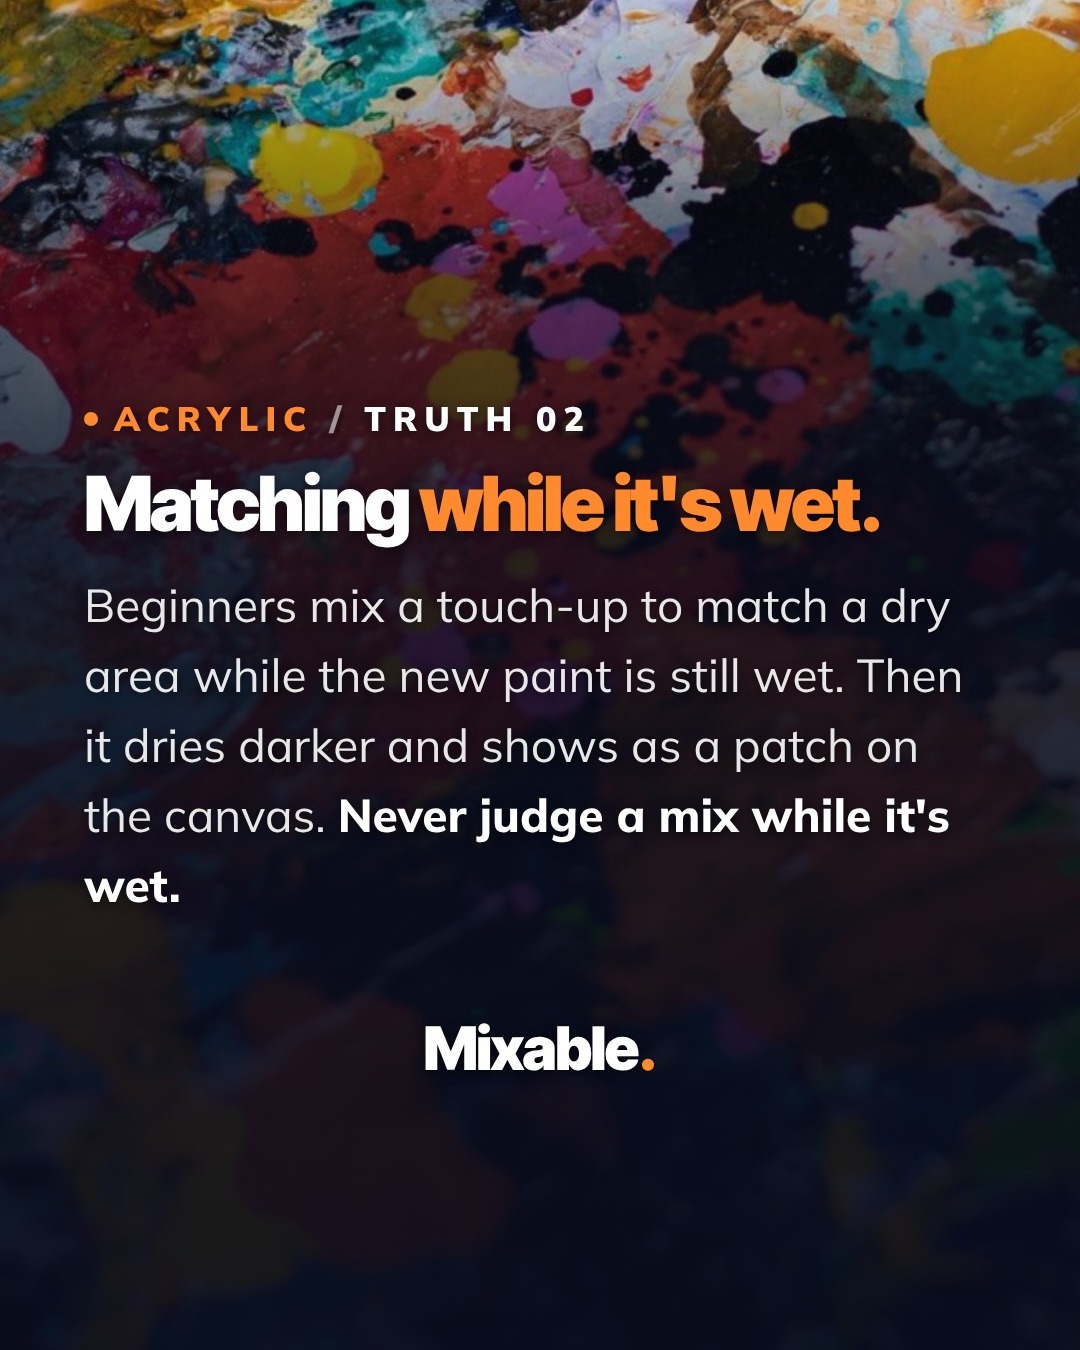 • ACRYLIC / TRUTH 02
Matching while it's wet.
Beginners mix a touch-up to match a dry
area while the new paint is still wet. Then
it dries darker and shows as a patch on
the canvas. Never judge a mix while it's
wet.
Mixable.